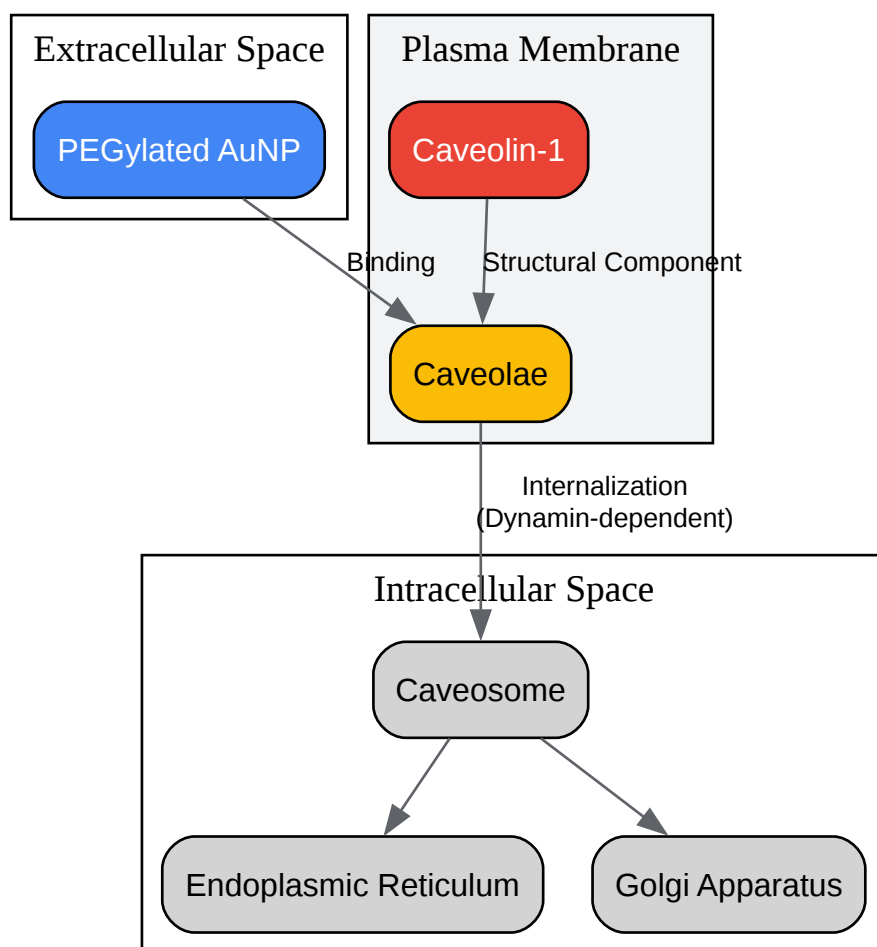 Extracellular Space
Plasma Membrane
PEGylated AuNP
Caveolin-1
Binding
Structural Component
Caveolae
Internalization
(Dynamin-dependent)
Intracellular Space
Caveosome
Endoplasmic Reticulum
Golgi Apparatus